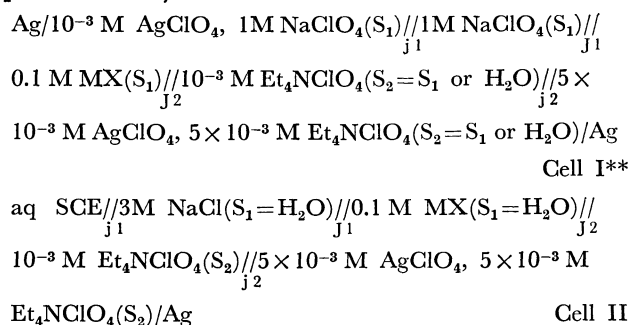 Ag/10⁻³ M AgClO₄, 1M NaClO₄(S₁)//1M NaClO₄(S₁)//
j1 J1
0.1 M MX(S₁)//10⁻³ M Et₄NClO₄(S₂=S₁ or H₂O)//5×
J2 j2
10⁻³ M AgClO₄, 5×10⁻³ M Et₄NClO₄(S₂=S₁ or H₂O)/Ag
Cell I**
aq SCE//3M NaCl(S₁=H₂O)//0.1 M MX(S₁=H₂O)//
j1 J1 J2
10⁻³ M Et₄NClO₄(S₂)//5×10⁻³ M AgClO₄, 5×10⁻³ M
j2
Et₄NClO₄(S₂)/Ag Cell II